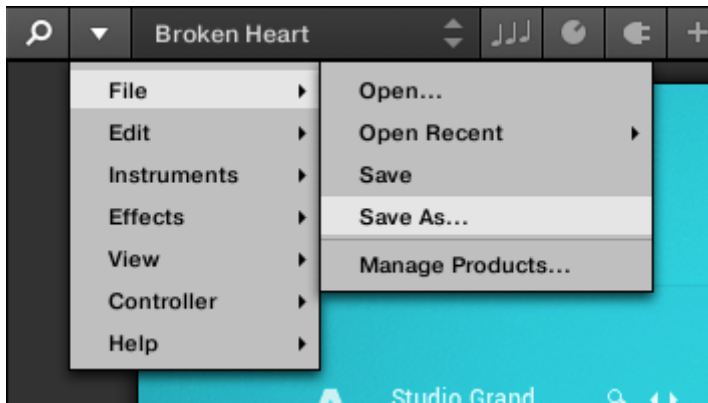 Broken Heart
File
Edit
Instruments
Effects
View
Controller
Help
Open...
Open Recent
Save
Save As...
Manage Products...
A Studio Grand